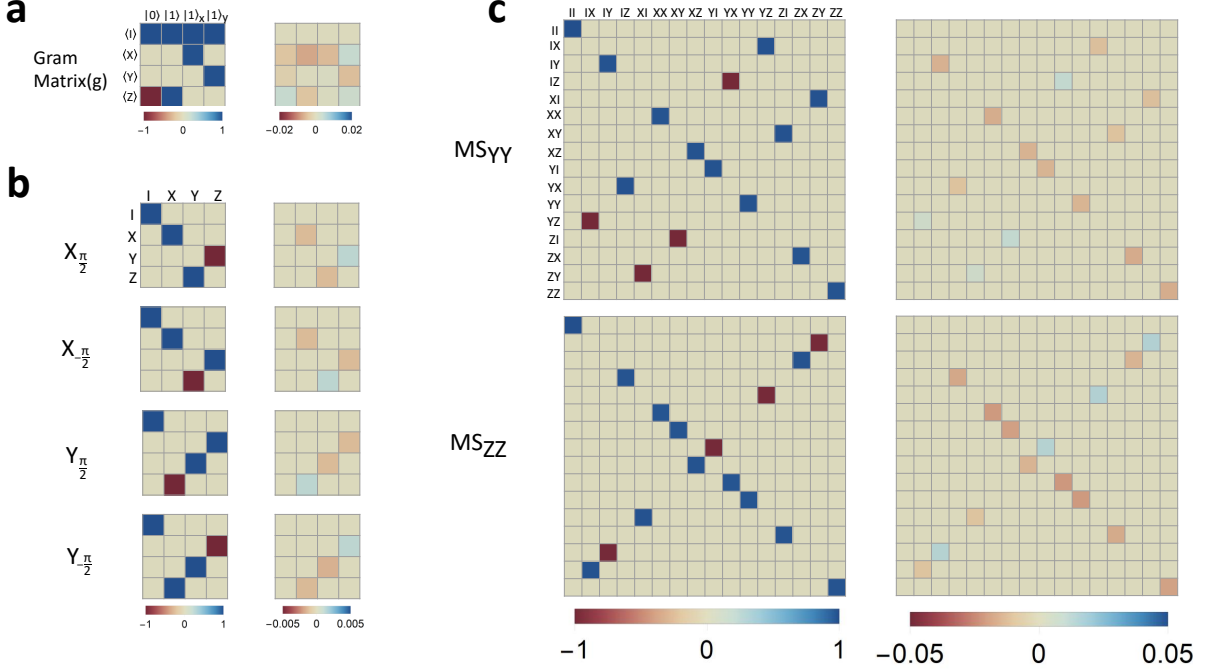 a
|0⟩ |1⟩ |1⟩x |1⟩y
Gram
Matrix(g)
⟨I⟩
⟨X⟩
⟨Y⟩
⟨Z⟩
−1 0 1
−0.02 0 0.02
b
I X Y Z
I
X
Y
Z
X π/2
X −π/2
Y π/2
Y −π/2
−1 0 1
−0.005 0 0.005
c
II IX IY IZ XI XX XY XZ YI YX YY YZ ZI ZX ZY ZZ
II
IX
IY
IZ
XI
XX
XY
XZ
YI
YX
YY
YZ
ZI
ZX
ZY
ZZ
MSYY
MSZZ
−1 0 1
−0.05 0 0.05